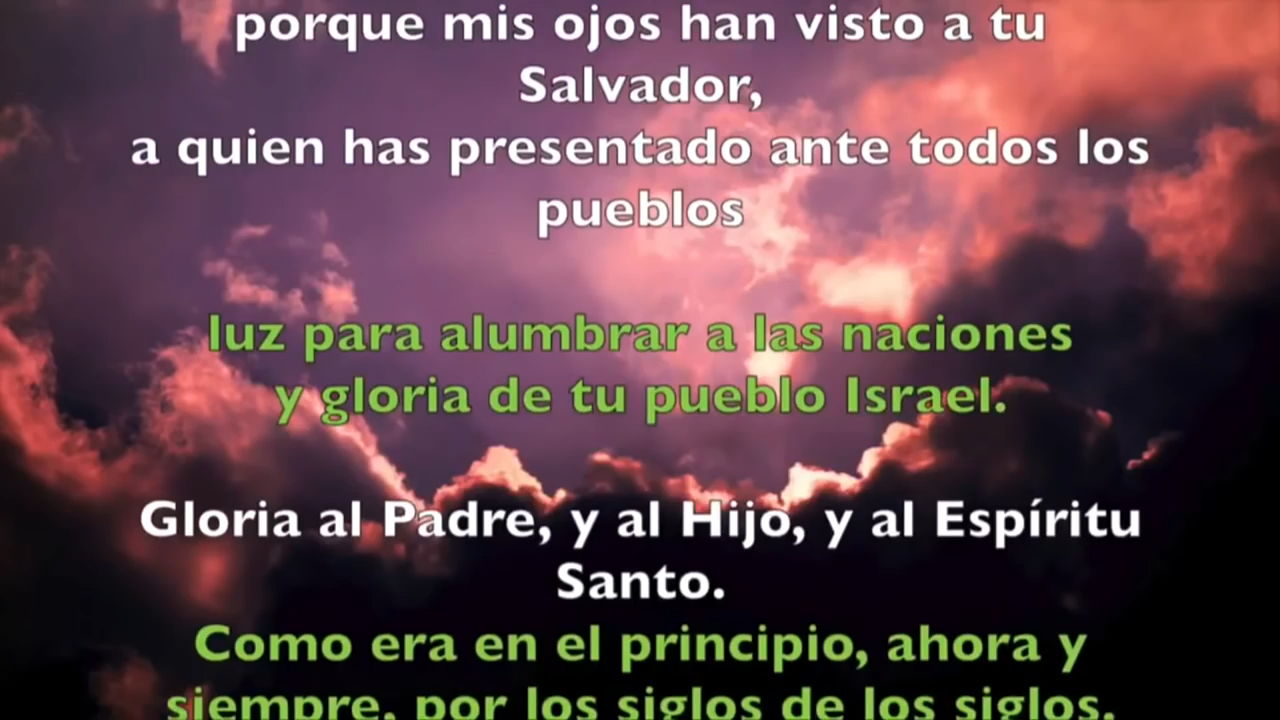 porque mis ojos han visto a tu
Salvador,
a quien has presentado ante todos los
pueblos
luz para alumbrar a las naciones
y gloria de tu pueblo Israel.
Gloria al Padre, y al Hijo, y al Espíritu
Santo.
Como era en el principio, ahora y
siempre, por los siglos de los siglos.